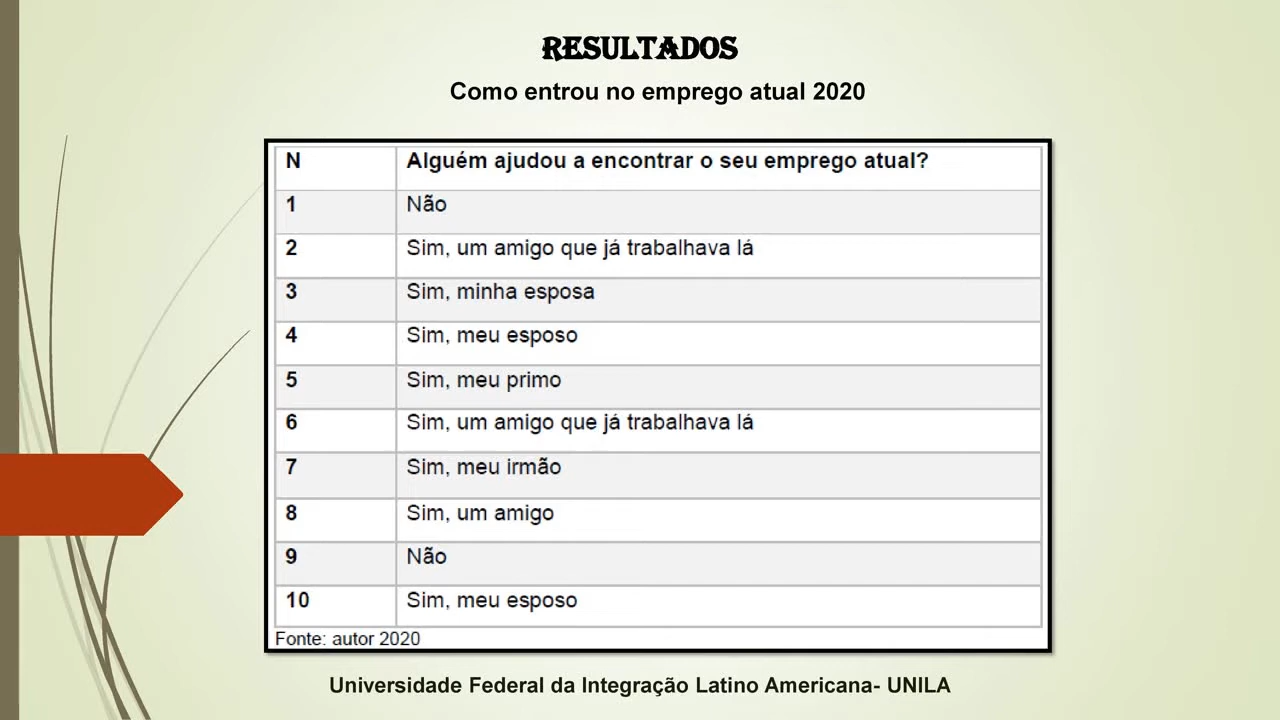 RESULTADOS
Como entrou no emprego atual 2020
N Alguém ajudou a encontrar o seu emprego atual?
1 Não
2 Sim, um amigo que já trabalhava lá
3 Sim, minha esposa
4 Sim, meu esposo
5 Sim, meu primo
6 Sim, um amigo que já trabalhava lá
7 Sim, meu irmão
8 Sim, um amigo
9 Não
10 Sim, meu esposo
Fonte: autor 2020
Universidade Federal da Integração Latino Americana- UNILA